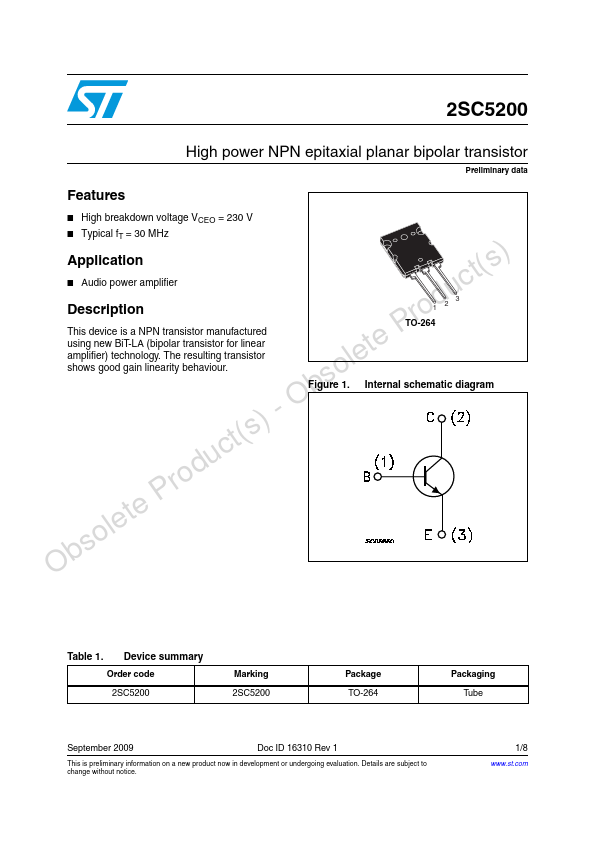 ST
2SC5200
High power NPN epitaxial planar bipolar transistor
Preliminary data
Features
■ High breakdown voltage VCEO = 230 V
■ Typical fT = 30 MHz
Application
■ Audio power amplifier
Description
This device is a NPN transistor manufactured
using new BiT-LA (bipolar transistor for linear
amplifier) technology. The resulting transistor
shows good gain linearity behaviour.
1 2 3
TO-264
Figure 1. Internal schematic diagram
C (2)
(1)
B
E (3)
Obsolete Product(s) - Obsolete Product(s)
Table 1. Device summary
Order code Marking Package Packaging
2SC5200 2SC5200 TO-264 Tube
September 2009 Doc ID 16310 Rev 1 1/8
This is preliminary information on a new product now in development or undergoing evaluation. Details are subject to
change without notice.
www.st.com